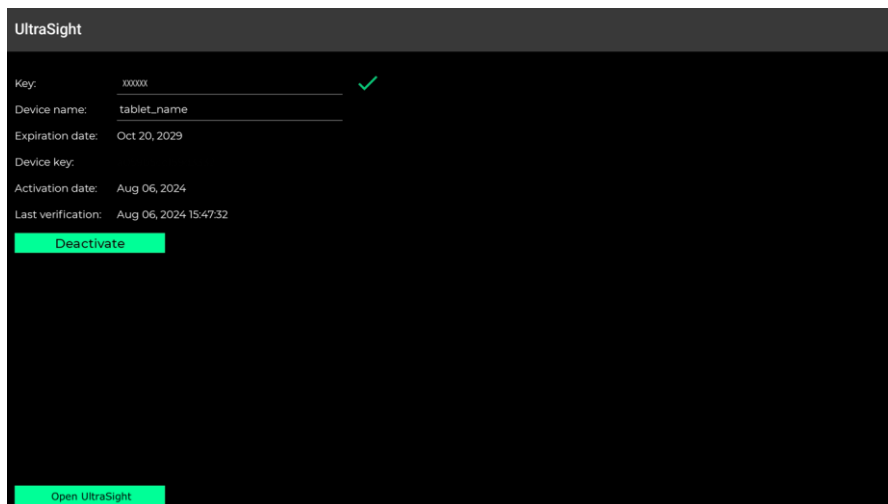 UltraSight
Key: XXXXXX
Device name: tablet_name
Expiration date: Oct 20, 2029
Device key:
Activation date: Aug 06, 2024
Last verification: Aug 06, 2024 15:47:32
Deactivate
Open UltraSight